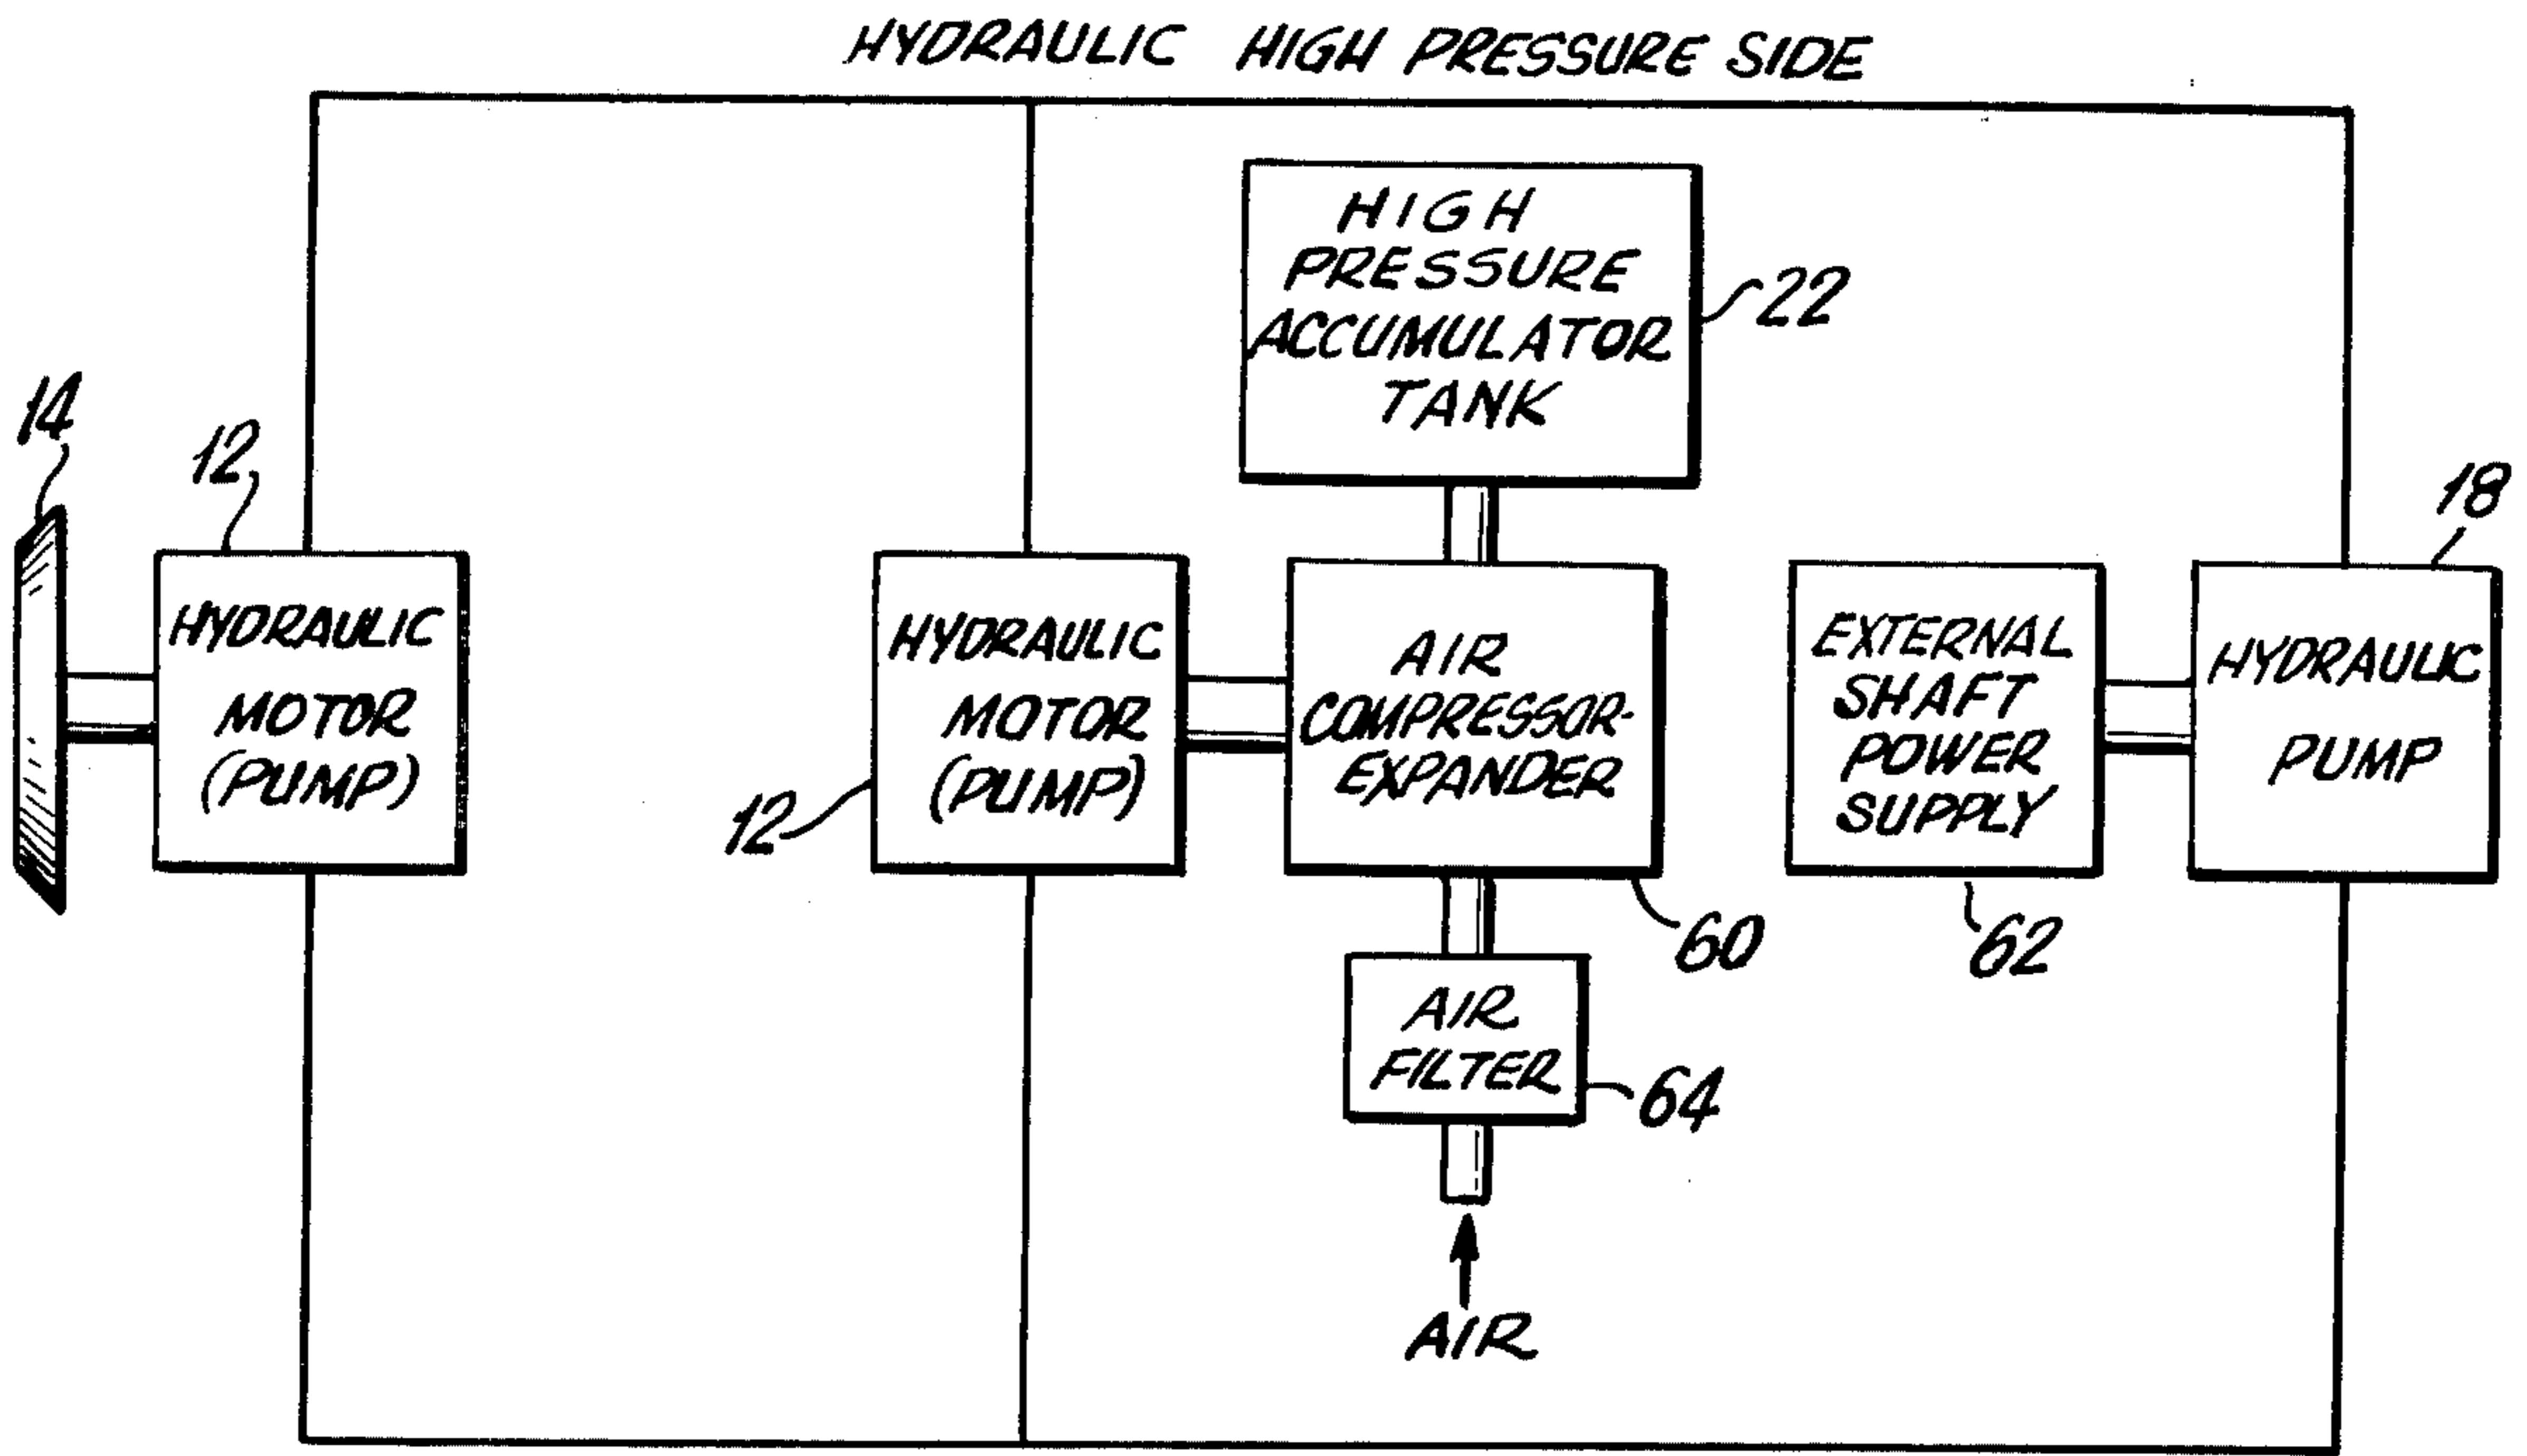 HYDRAULIC HIGH PRESSURE SIDE
HIGH
PRESSURE
ACCUMULATOR
TANK
22
14
12
18
HYDRAULIC
MOTOR
(PUMP)
HYDRAULIC
MOTOR
(PUMP)
12
AIR
COMPRESSOR-
EXPANDER
60
EXTERNAL
SHAFT
POWER
SUPPLY
62
HYDRAULIC
PUMP
AIR
FILTER
64
AIR